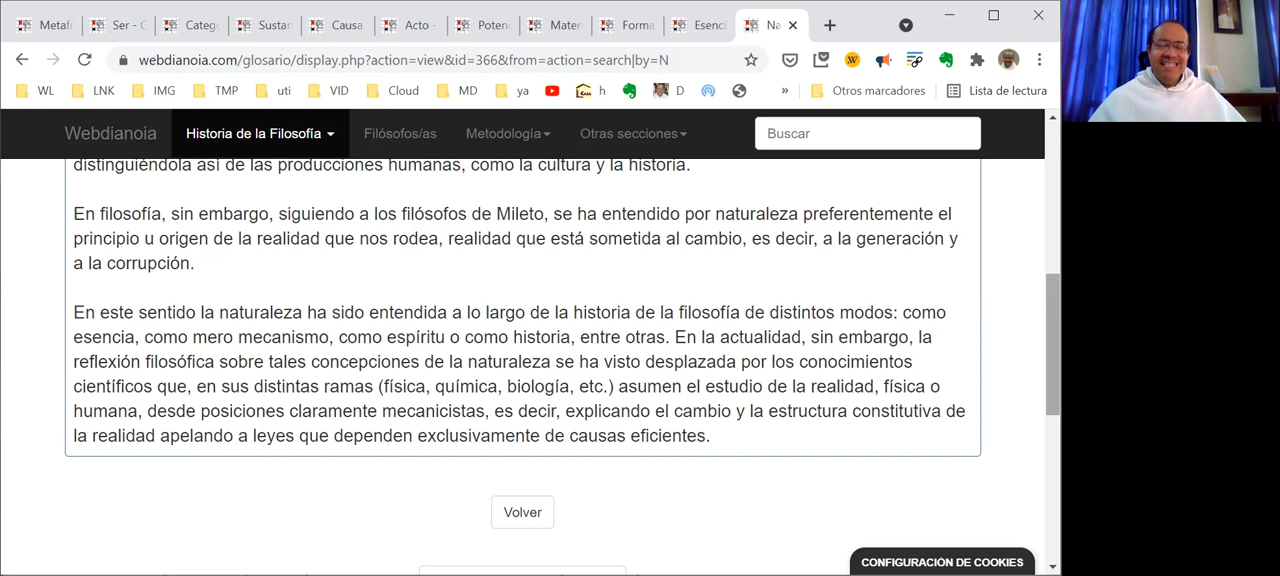 Metafí
Ser - G
Catego
Sustan
Causa
Acto -
Poten
Mater
Forma
Esenci
Na
webdianoia.com/glosario/display.php?action=view&id=366&from=action=search|by=N
WL
LNK
IMG
TMP
uti
VID
Cloud
MD
ya
h
D
»
Otros marcadores
Lista de lectura
Webdianoia
Historia de la Filosofía
Filósofos/as
Metodología
Otras secciones
Buscar
distinguiéndola así de las producciones humanas, como la cultura y la historia.
En filosofía, sin embargo, siguiendo a los filósofos de Mileto, se ha entendido por naturaleza preferentemente el
principio u origen de la realidad que nos rodea, realidad que está sometida al cambio, es decir, a la generación y
a la corrupción.
En este sentido la naturaleza ha sido entendida a lo largo de la historia de la filosofía de distintos modos: como
esencia, como mero mecanismo, como espíritu o como historia, entre otras. En la actualidad, sin embargo, la
reflexión filosófica sobre tales concepciones de la naturaleza se ha visto desplazada por los conocimientos
científicos que, en sus distintas ramas (física, química, biología, etc.) asumen el estudio de la realidad, física o
humana, desde posiciones claramente mecanicistas, es decir, explicando el cambio y la estructura constitutiva de
la realidad apelando a leyes que dependen exclusivamente de causas eficientes.
Volver
CONFIGURACIÓN DE COOKIES